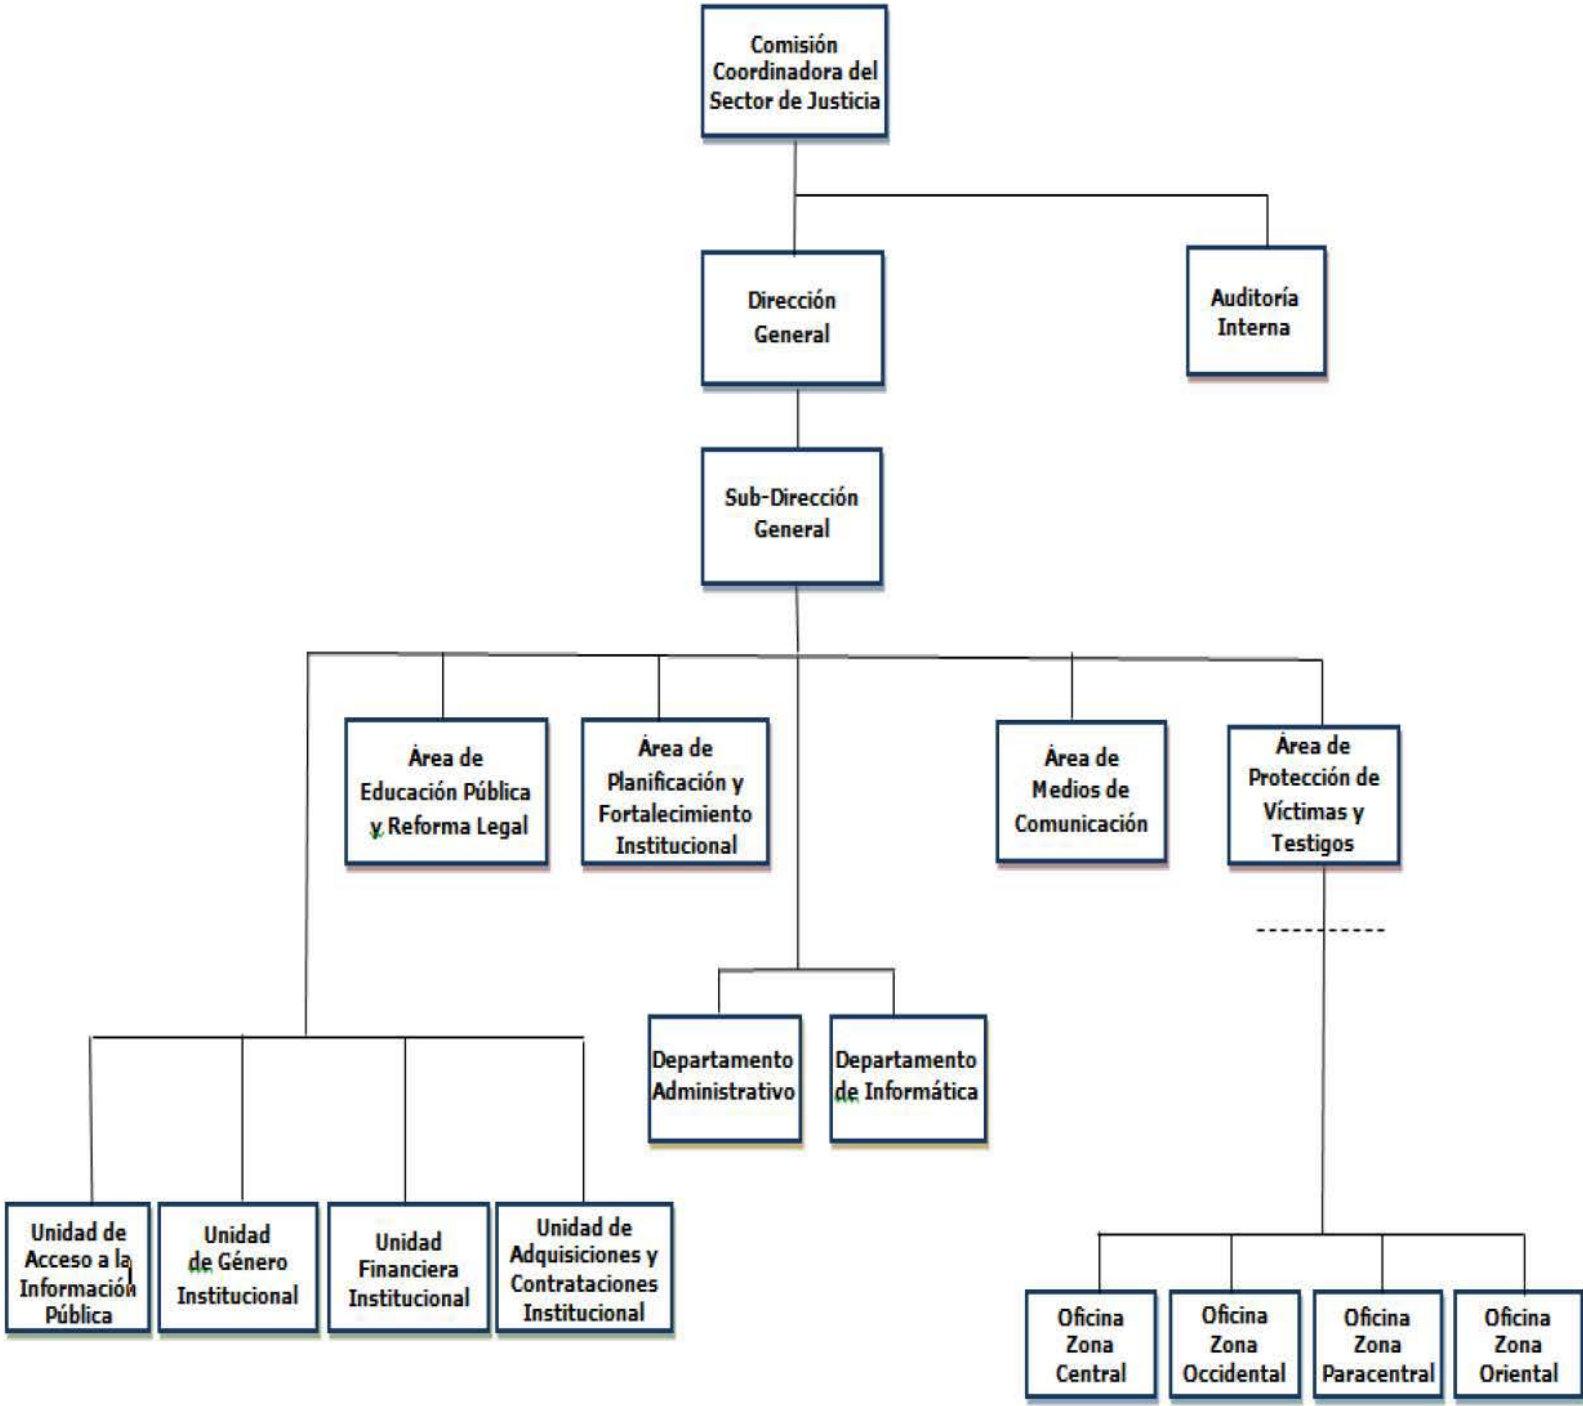 Comisión
Coordinadora del
Sector de Justicia
Dirección
General
Auditoría
Interna
Sub-Dirección
General
Área de
Educación Pública
y Reforma Legal
Área de
Planificación y
Fortalecimiento
Institucional
Área de
Medios de
Comunicación
Área de
Protección de
Víctimas y
Testigos
Departamento
Administrativo
Departamento
de Informática
Unidad de
Acceso a la
Información
Pública
Unidad
de Género
Institucional
Unidad
Financiera
Institucional
Unidad de
Adquisiciones y
Contrataciones
Institucional
Oficina
Zona
Central
Oficina
Zona
Occidental
Oficina
Zona
Paracentral
Oficina
Zona
Oriental